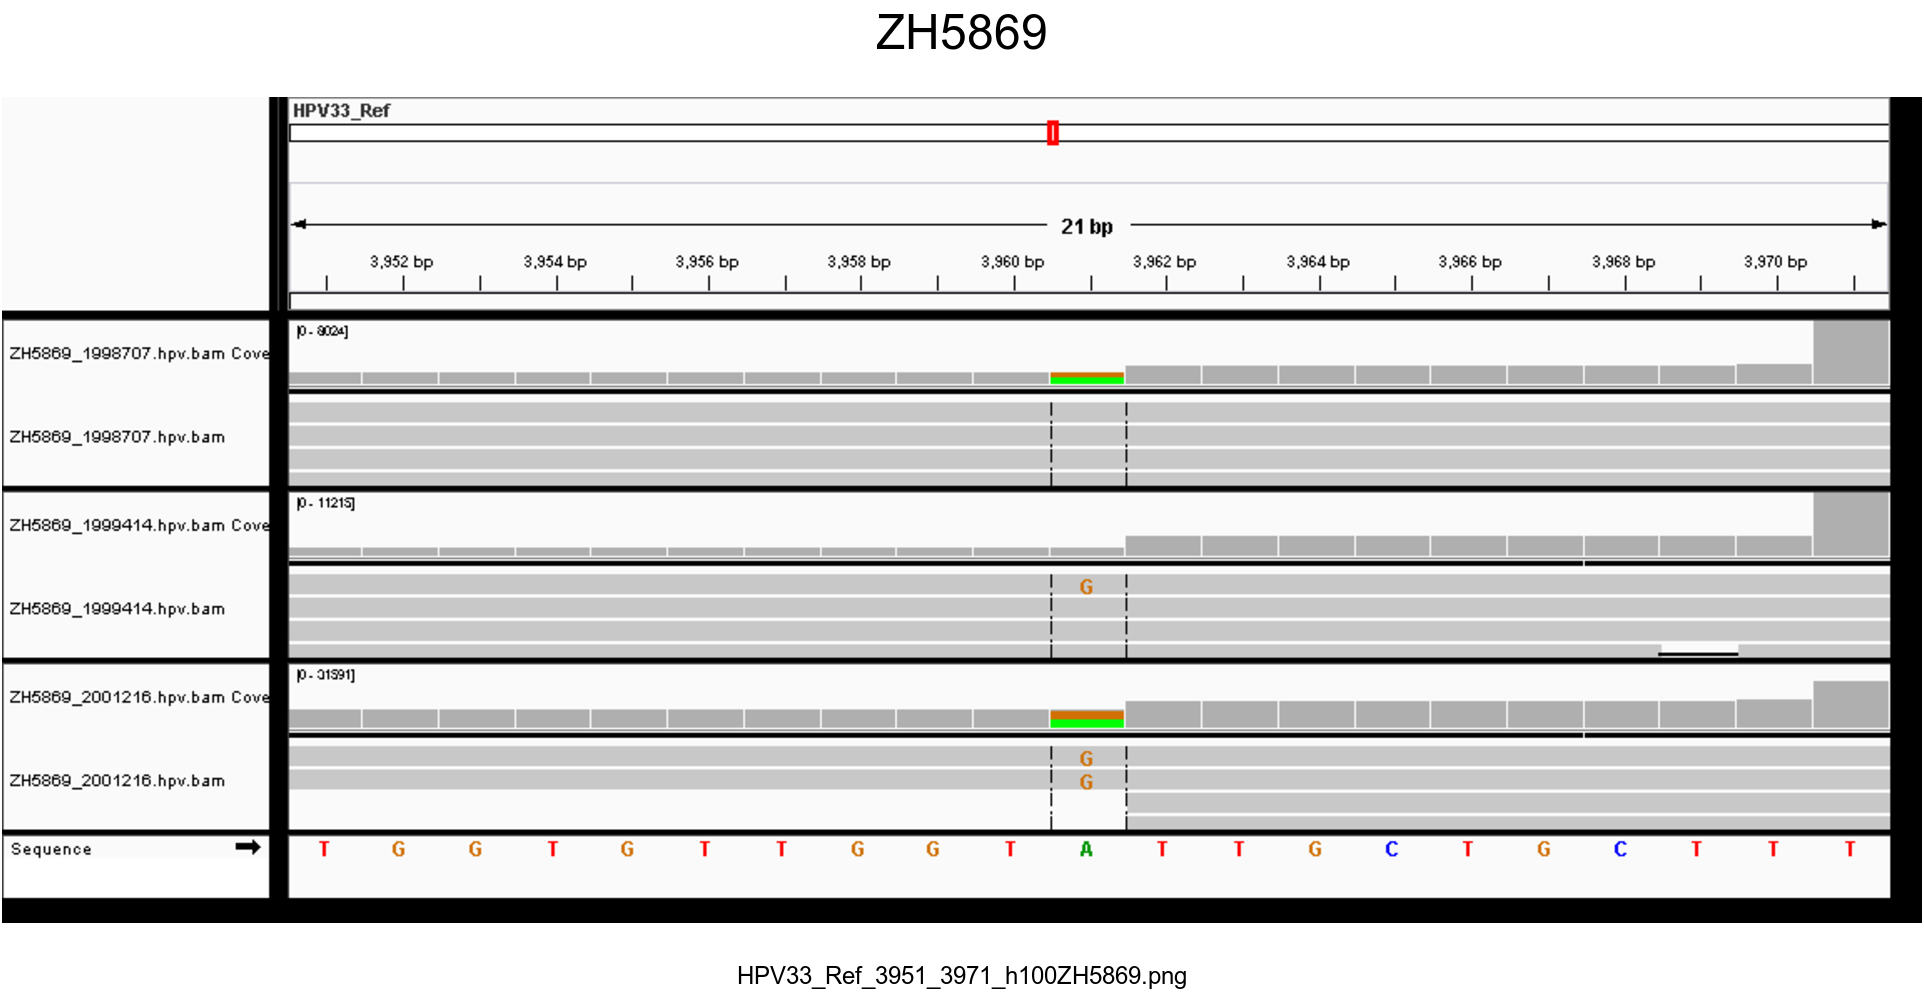 ZH5869
HPV33_Ref
21 bp
3,952 bp 3,954 bp 3,956 bp 3,958 bp 3,960 bp 3,962 bp 3,964 bp 3,966 bp 3,968 bp 3,970 bp
[0 - 8024]
ZH5869_1998707.hpv.bam Cove
ZH5869_1998707.hpv.bam
[0 - 11215]
ZH5869_1999414.hpv.bam Cove
G
ZH5869_1999414.hpv.bam
[0 - 31591]
ZH5869_2001216.hpv.bam Cove
G
ZH5869_2001216.hpv.bam G
Sequence T G G T G T T G G T A T T G C T G C T T T
HPV33_Ref_3951_3971_h100ZH5869.png